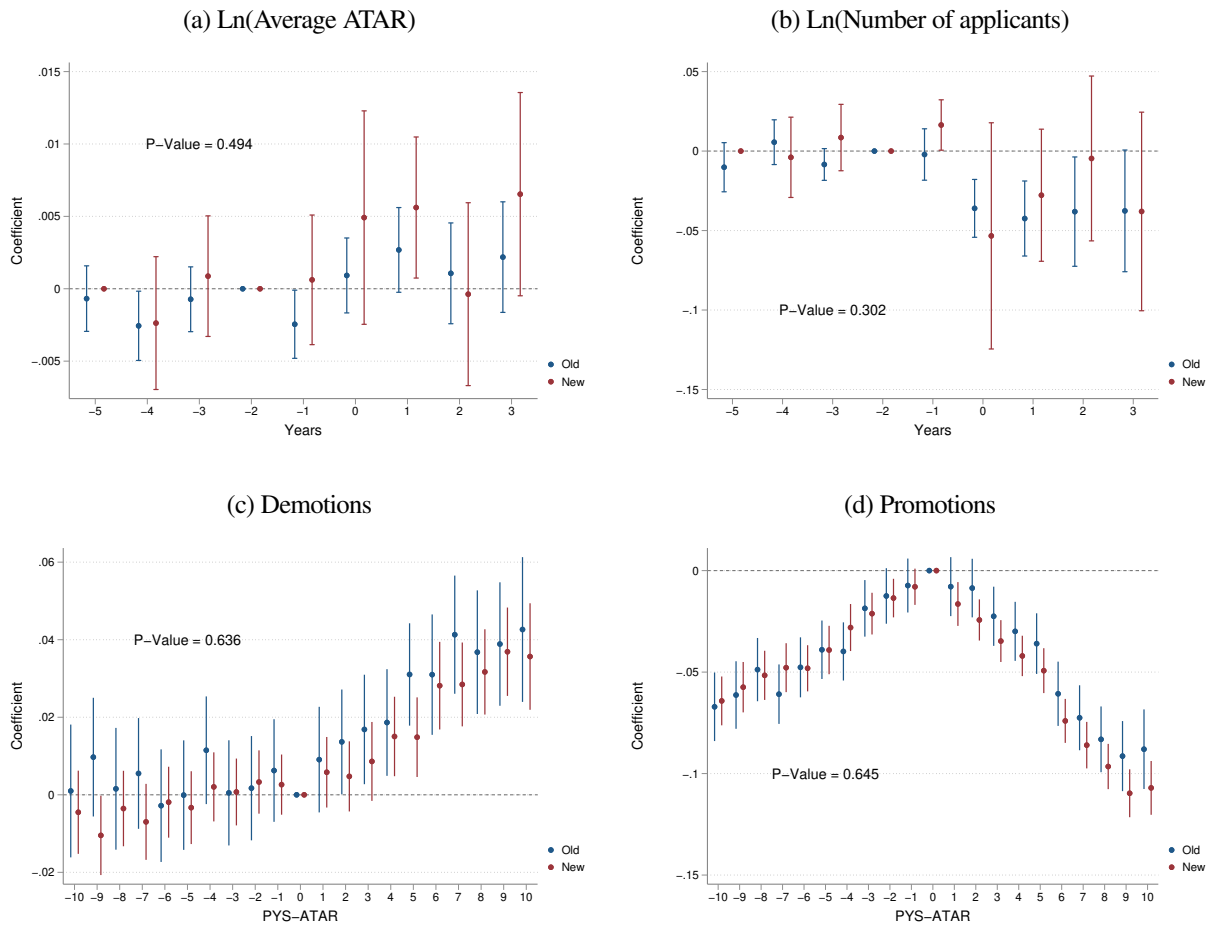 (a) Ln(Average ATAR)
.015
.01
.005
0
−.005
Coefficient
P−Value = 0.494
−5 −4 −3 −2 −1 0 1 2 3
Years
Old
New
(b) Ln(Number of applicants)
.05
0
−.05
−.1
−.15
Coefficient
P−Value = 0.302
−5 −4 −3 −2 −1 0 1 2 3
Years
Old
New
(c) Demotions
.06
.04
.02
0
−.02
Coefficient
P−Value = 0.636
−10 −9 −8 −7 −6 −5 −4 −3 −2 −1 0 1 2 3 4 5 6 7 8 9 10
PYS−ATAR
Old
New
(d) Promotions
0
−.05
−.1
−.15
Coefficient
P−Value = 0.645
−10 −9 −8 −7 −6 −5 −4 −3 −2 −1 0 1 2 3 4 5 6 7 8 9 10
PYS−ATAR
Old
New